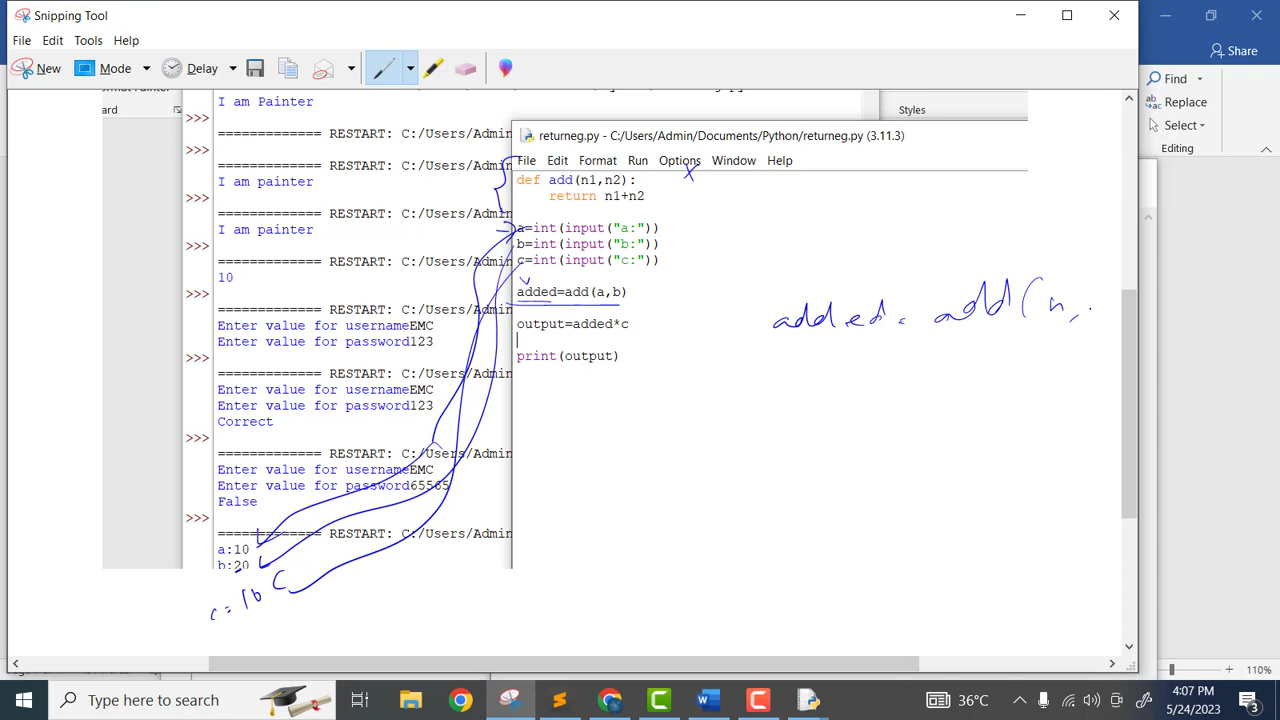 Snipping Tool
File Edit Tools Help
Share
New Mode Delay
Find
Replace
Select
Editing
Styles
ard
I am Painter
>>>
============= RESTART: C:/Users/Admin
>>>
============= RESTART: C:/Users/Admin
I am painter
>>>
============= RESTART: C:/Users/Admin
I am painter
>>>
============= RESTART: C:/Users/Admin
10
>>>
============= RESTART: C:/Users/Admin
Enter value for usernameEMC
Enter value for password123
>>>
============= RESTART: C:/Users/Admin
Enter value for usernameEMC
Enter value for password123
Correct
>>>
============= RESTART: C:/Users/Admin
Enter value for usernameEMC
Enter value for password65565
False
>>>
============= RESTART: C:/Users/Admin
a:10
b:20
returneg.py - C:/Users/Admin/Documents/Python/returneg.py (3.11.3)
File Edit Format Run Options Window Help
def add(n1,n2):
return n1+n2
a=int(input("a:"))
b=int(input("b:"))
c=int(input("c:"))
added=add(a,b)
output=added*c
print(output)
added = add(n,
C
c = 10
110%
Type here to search
36°C
4:07 PM
5/24/2023
3